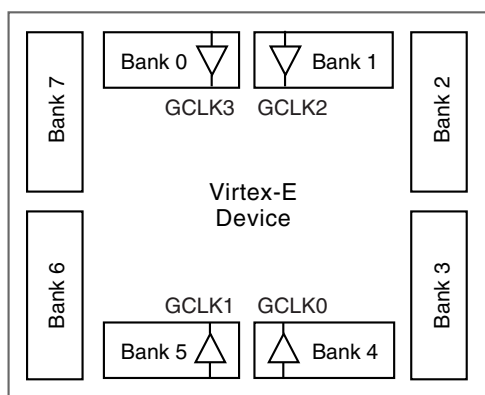 Bank 0
Bank 1
GCLK3
GCLK2
Bank 7
Bank 2
Virtex-E
Device
Bank 6
Bank 3
GCLK1
GCLK0
Bank 5
Bank 4